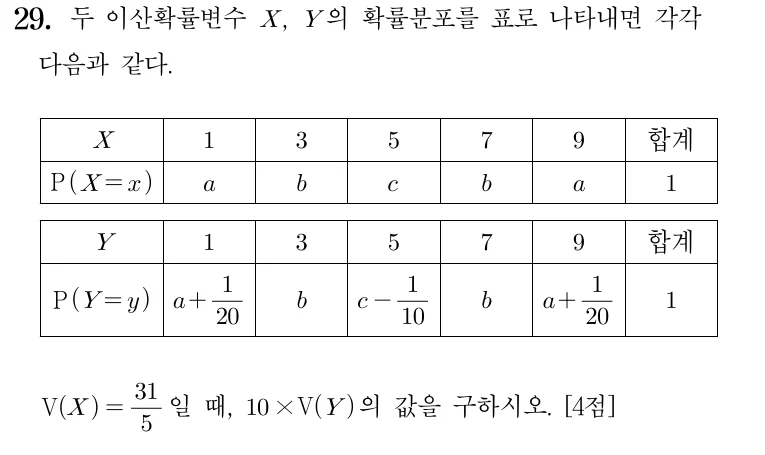 29. 두 이산확률변수 X, Y의 확률분포를 표로 나타내면 각각
다음과 같다.
X 1 3 5 7 9 합계
P(X=x) a b c b a 1
Y 1 3 5 7 9 합계
P(Y=y) a+1/20 b c-1/10 b a+1/20 1
V(X)=31/5일 때, 10×V(Y)의 값을 구하시오. [4점]